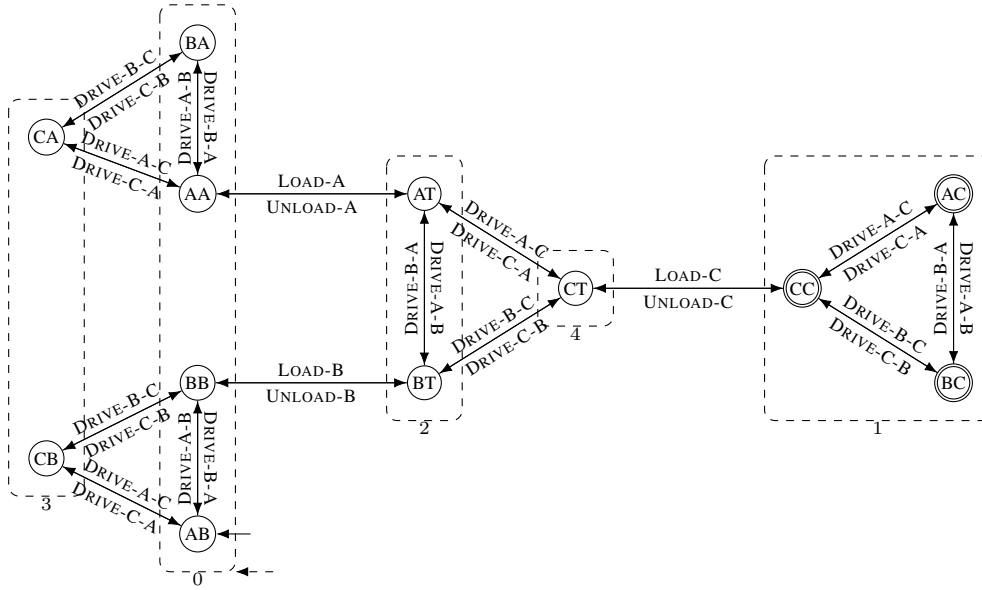 BA
DRIVE-B-C
DRIVE-C-B
DRIVE-A-B
DRIVE-B-A
CA
DRIVE-A-C
DRIVE-C-A
AA
LOAD-A
UNLOAD-A
AT
DRIVE-A-C
DRIVE-C-A
DRIVE-B-A
DRIVE-A-B
CT
DRIVE-B-C
DRIVE-C-B
4
LOAD-C
UNLOAD-C
CC
AC
DRIVE-A-C
DRIVE-C-A
DRIVE-B-A
DRIVE-A-B
DRIVE-B-C
DRIVE-C-B
BC
1
BB
LOAD-B
UNLOAD-B
BT
2
DRIVE-B-C
DRIVE-C-B
DRIVE-A-B
DRIVE-B-A
CB
DRIVE-A-C
DRIVE-C-A
3
AB
0